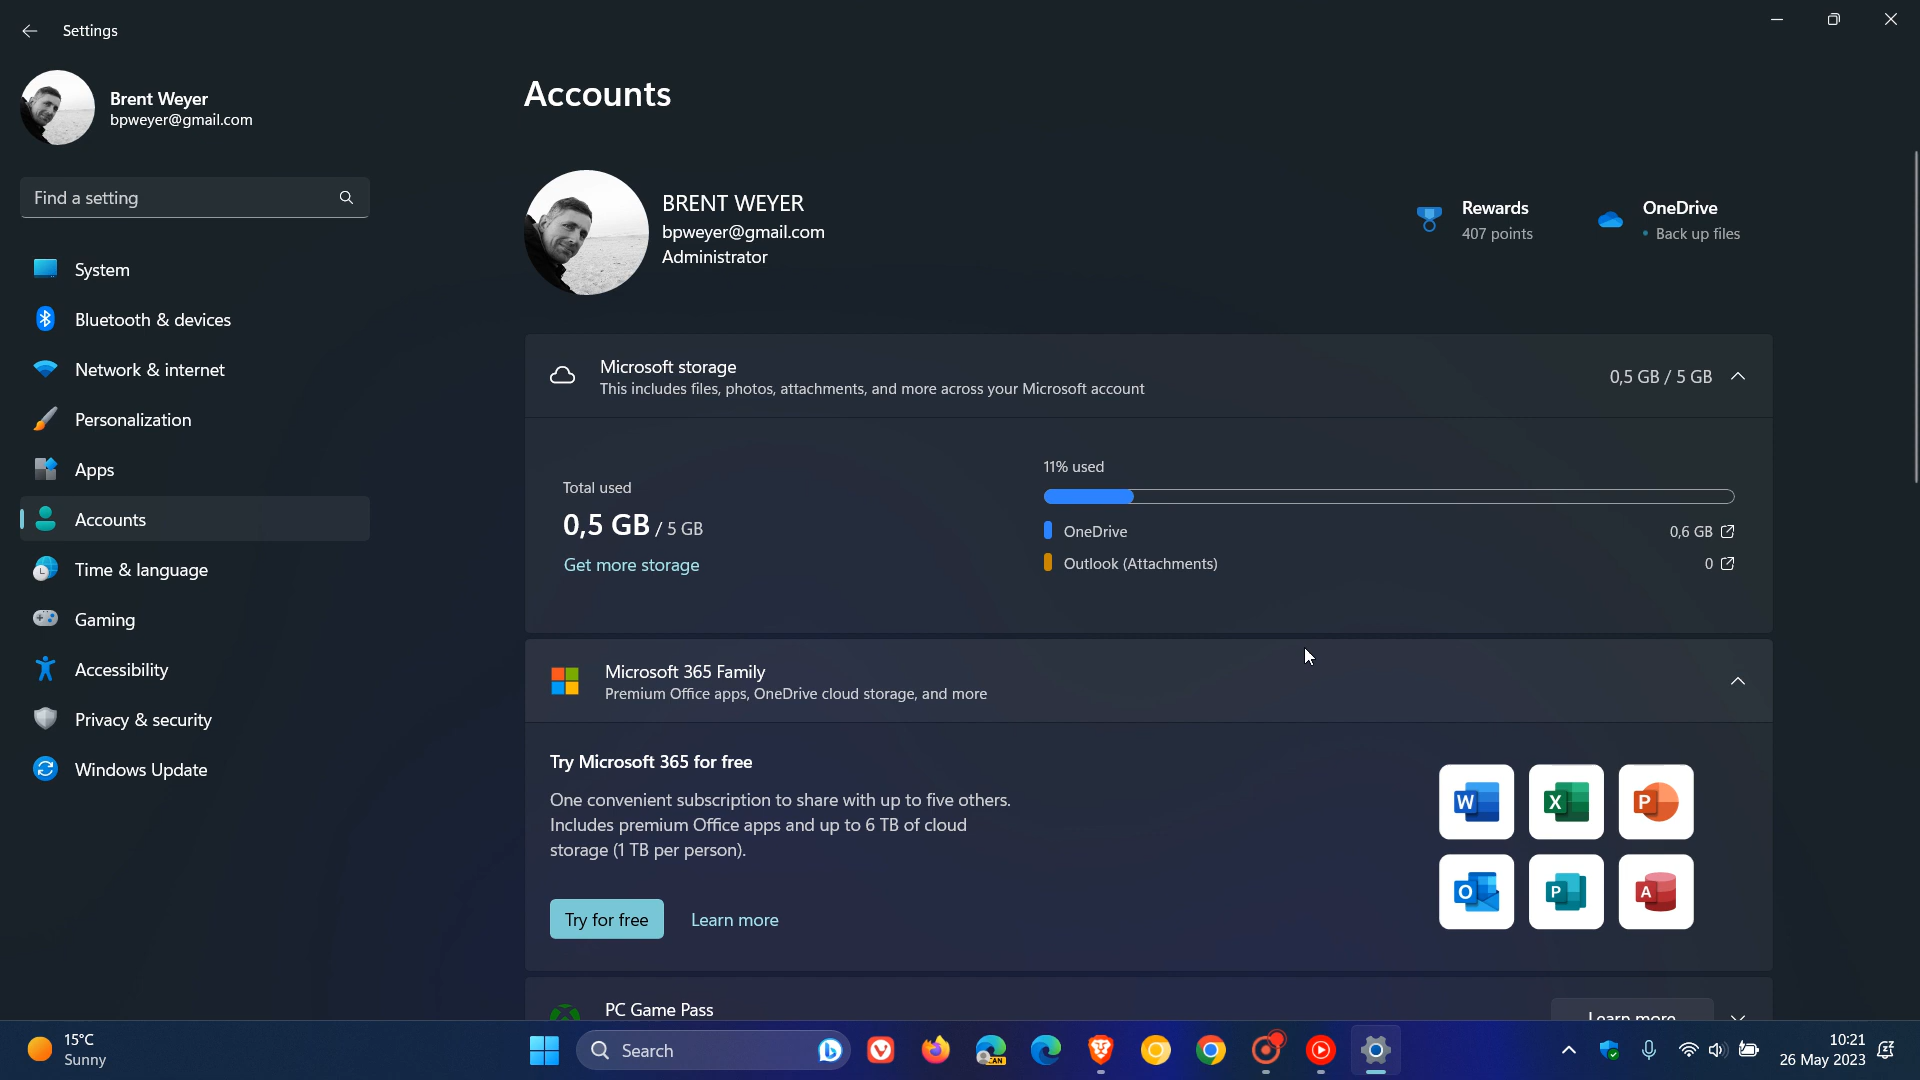 Settings
Brent Weyer
bpweyer@gmail.com
Find a setting
System
Bluetooth & devices
Network & internet
Personalization
Apps
Accounts
Time & language
Gaming
Accessibility
Privacy & security
Windows Update
Accounts
BRENT WEYER
bpweyer@gmail.com
Administrator
Rewards
407 points
OneDrive
• Back up files
Microsoft storage
This includes files, photos, attachments, and more across your Microsoft account
0,5 GB / 5 GB
Total used
0,5 GB / 5 GB
Get more storage
11% used
OneDrive
0,6 GB
Outlook (Attachments)
0
Microsoft 365 Family
Premium Office apps, OneDrive cloud storage, and more
Try Microsoft 365 for free
One convenient subscription to share with up to five others.
Includes premium Office apps and up to 6 TB of cloud
storage (1 TB per person).
Try for free
Learn more
W
X
P
O
P
A
PC Game Pass
Learn more
15°C
Sunny
Search
CAN
10:21
26 May 2023